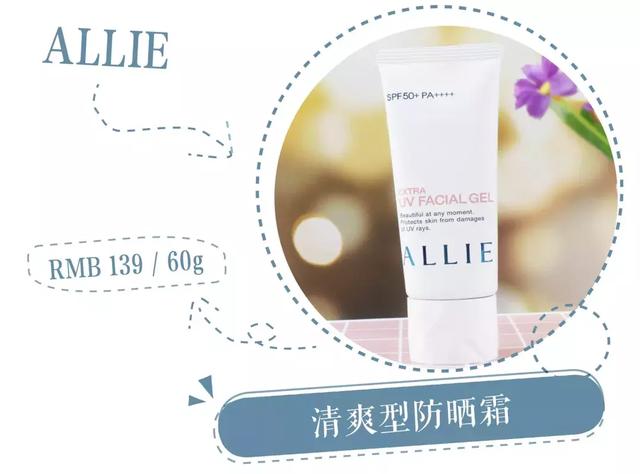 ALLIE
SPF50+ PA++++
EXTRA
UV FACIAL GEL
Beautiful at any moment.
Protects skin from damages
of UV rays.
ALLIE
RMB 139 / 60g
清爽型防晒霜